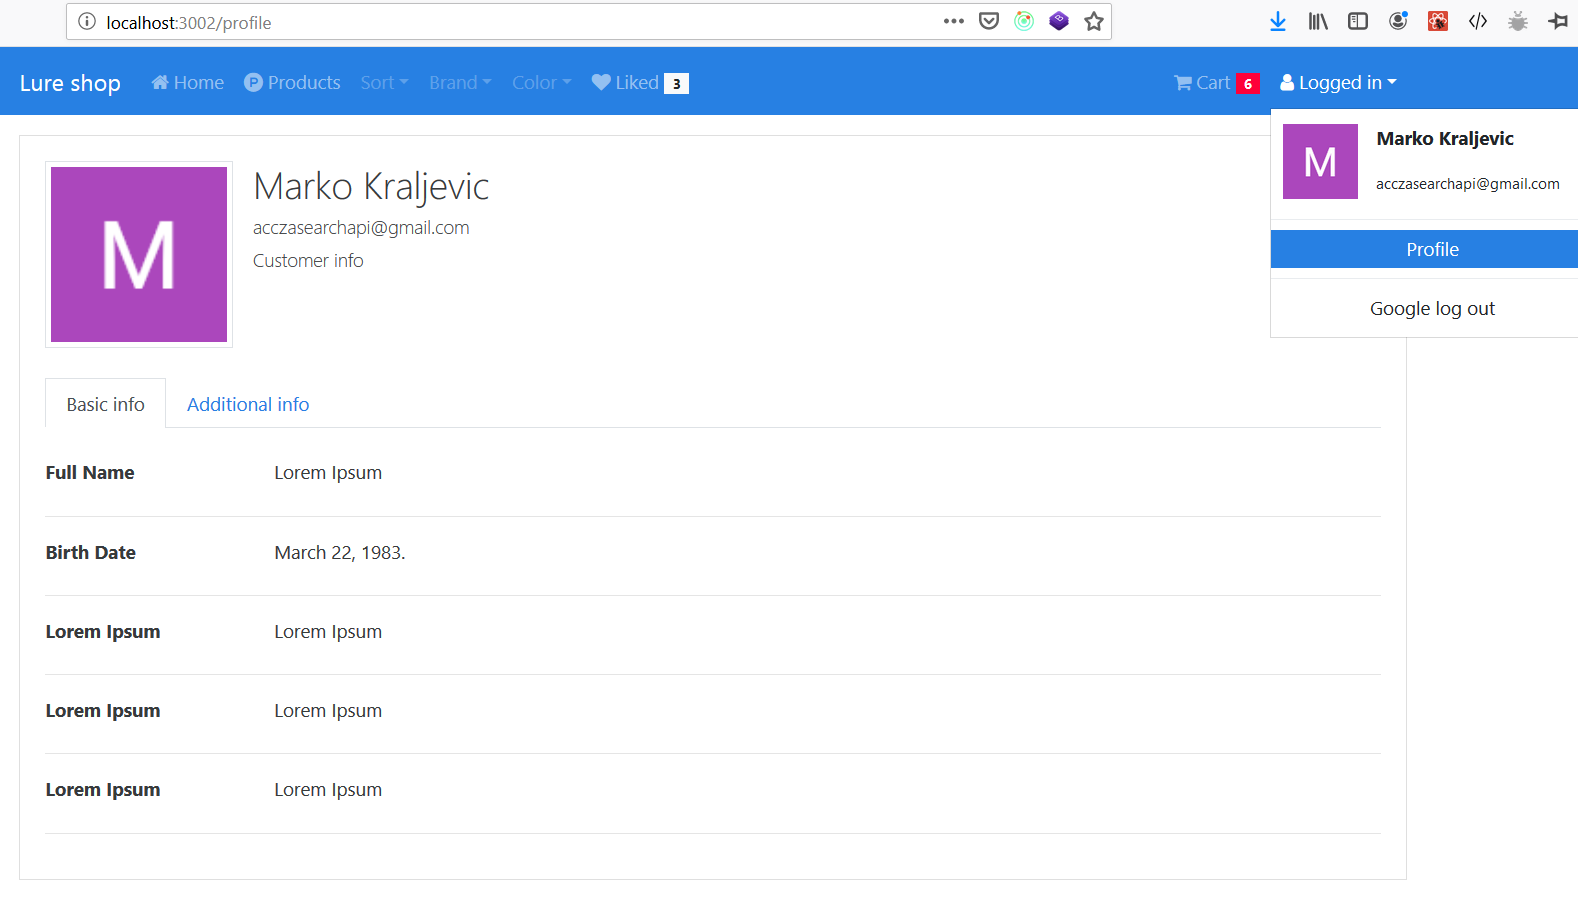 localhost:3002/profile
Lure shop Home P Products Sort Brand Color Liked 3 Cart 6 Logged in
M Marko Kraljevic
acczasearchapi@gmail.com
Profile
Google log out
M Marko Kraljevic
acczasearchapi@gmail.com
Customer info
Basic info Additional info
Full Name Lorem Ipsum
Birth Date March 22, 1983.
Lorem Ipsum Lorem Ipsum
Lorem Ipsum Lorem Ipsum
Lorem Ipsum Lorem Ipsum